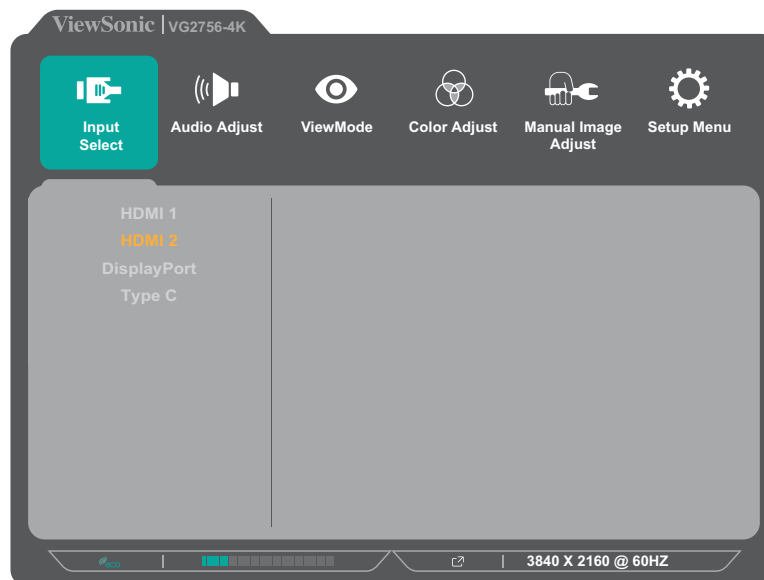 ViewSonic | VG2756-4K
Input
Select
Audio Adjust
ViewMode
Color Adjust
Manual Image
Adjust
Setup Menu
HDMI 1
HDMI 2
DisplayPort
Type C
eco
3840 X 2160 @ 60HZ